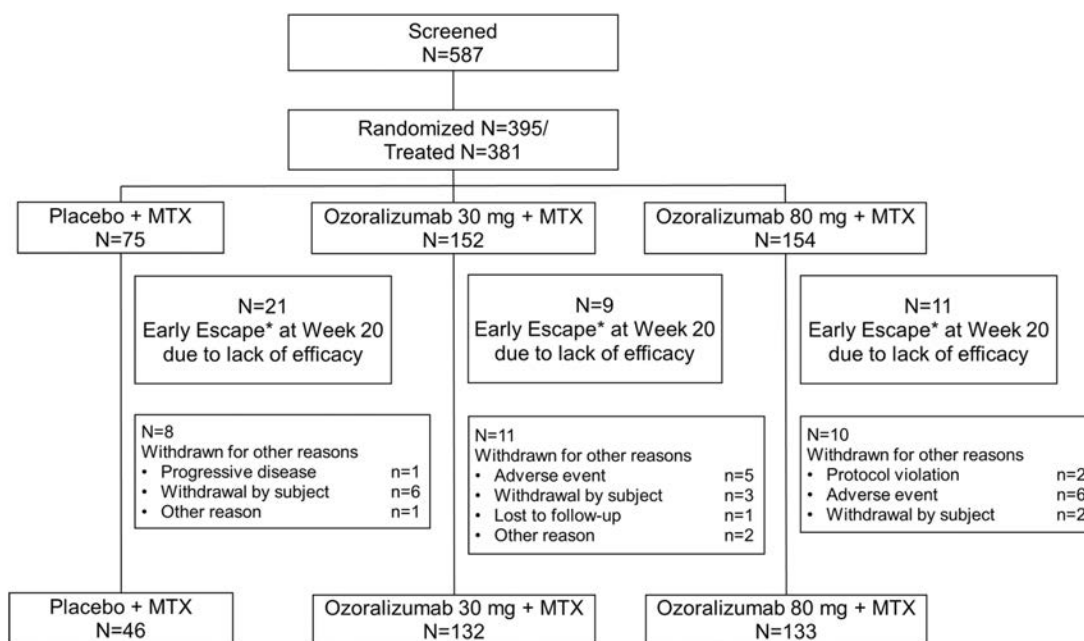 Screened
N=587
Randomized N=395/
Treated N=381
Placebo + MTX
N=75
Ozoralizumab 30 mg + MTX
N=152
Ozoralizumab 80 mg + MTX
N=154
N=21
Early Escape* at Week 20
due to lack of efficacy
N=9
Early Escape* at Week 20
due to lack of efficacy
N=11
Early Escape* at Week 20
due to lack of efficacy
N=8
Withdrawn for other reasons
• Progressive disease n=1
• Withdrawal by subject n=6
• Other reason n=1
N=11
Withdrawn for other reasons
• Adverse event n=5
• Withdrawal by subject n=3
• Lost to follow-up n=1
• Other reason n=2
N=10
Withdrawn for other reasons
• Protocol violation n=2
• Adverse event n=6
• Withdrawal by subject n=2
Placebo + MTX
N=46
Ozoralizumab 30 mg + MTX
N=132
Ozoralizumab 80 mg + MTX
N=133